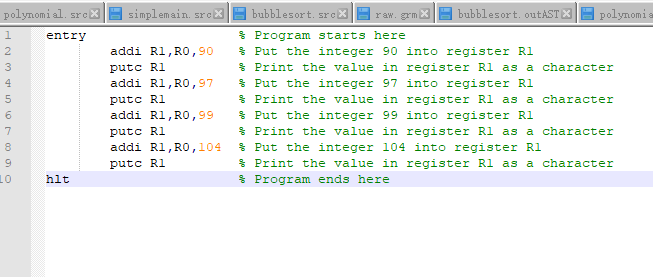 polynomial.src simplemain.src bubblesort.src raw.grm bubblesort.outAST polynomia
1 entry % Program starts here
2 addi R1,R0,90 % Put the integer 90 into register R1
3 putc R1 % Print the value in register R1 as a character
4 addi R1,R0,97 % Put the integer 97 into register R1
5 putc R1 % Print the value in register R1 as a character
6 addi R1,R0,99 % Put the integer 99 into register R1
7 putc R1 % Print the value in register R1 as a character
8 addi R1,R0,104 % Put the integer 104 into register R1
9 putc R1 % Print the value in register R1 as a character
10 hlt % Program ends here